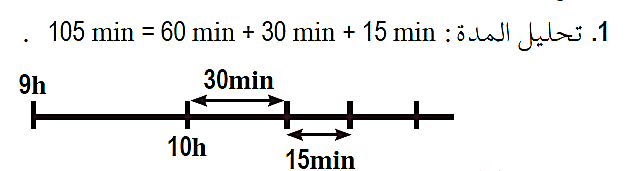 1. تحليل المدة : 105 min = 60 min + 30 min + 15 min .
9h 30min
10h 15min